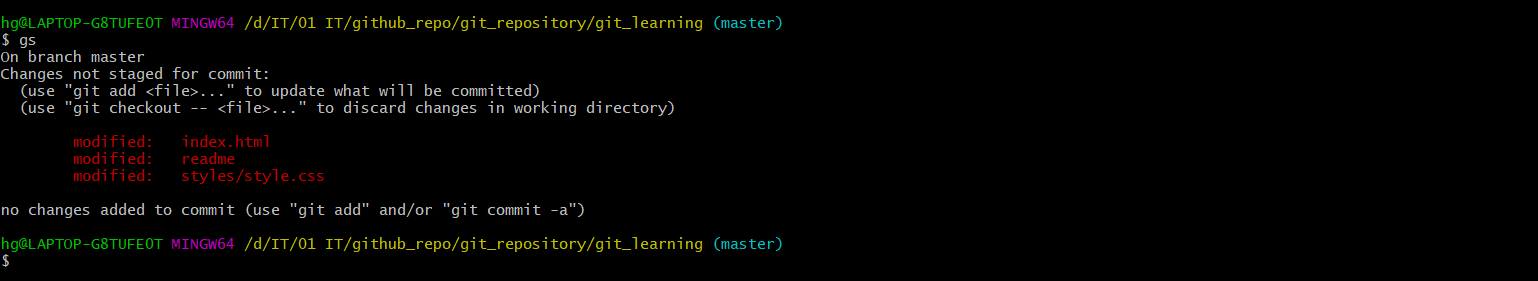 hg@LAPTOP-G8TUFEOT MINGW64 /d/IT/01 IT/github_repo/git_repository/git_learning (master)
$ gs
On branch master
Changes not staged for commit:
  (use "git add <file>..." to update what will be committed)
  (use "git checkout -- <file>..." to discard changes in working directory)

        modified:   index.html
        modified:   readme
        modified:   styles/style.css

no changes added to commit (use "git add" and/or "git commit -a")

hg@LAPTOP-G8TUFEOT MINGW64 /d/IT/01 IT/github_repo/git_repository/git_learning (master)
$